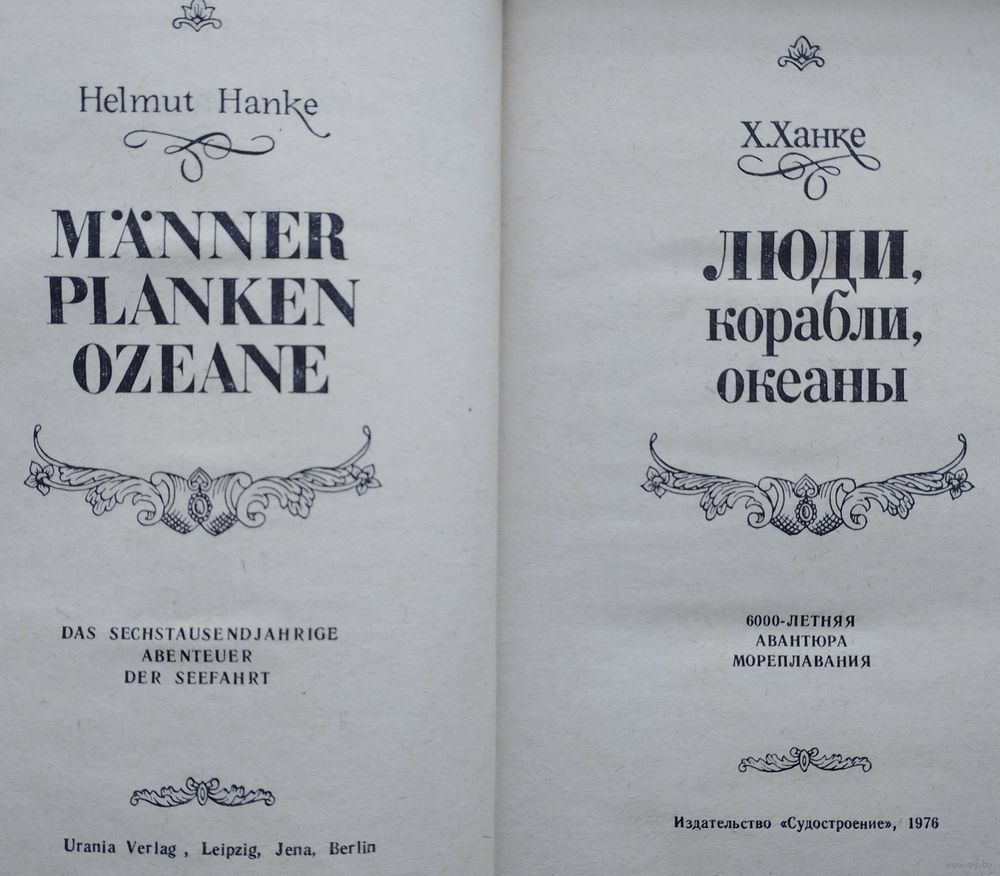 Helmut Hanke
MÄNNER
PLANKEN
OZEANE
DAS SECHSTAUSENDJAHRIGE
ABENTEUER
DER SEEFAHRT
Urania Verlag , Leipzig, Jena, Berlin
Х.Ханке
ЛЮДИ,
корабли,
океаны
6000-ЛЕТНЯЯ
АВАНТЮРА
МОРЕПЛАВАНИЯ
Издательство «Судостроение», 1976